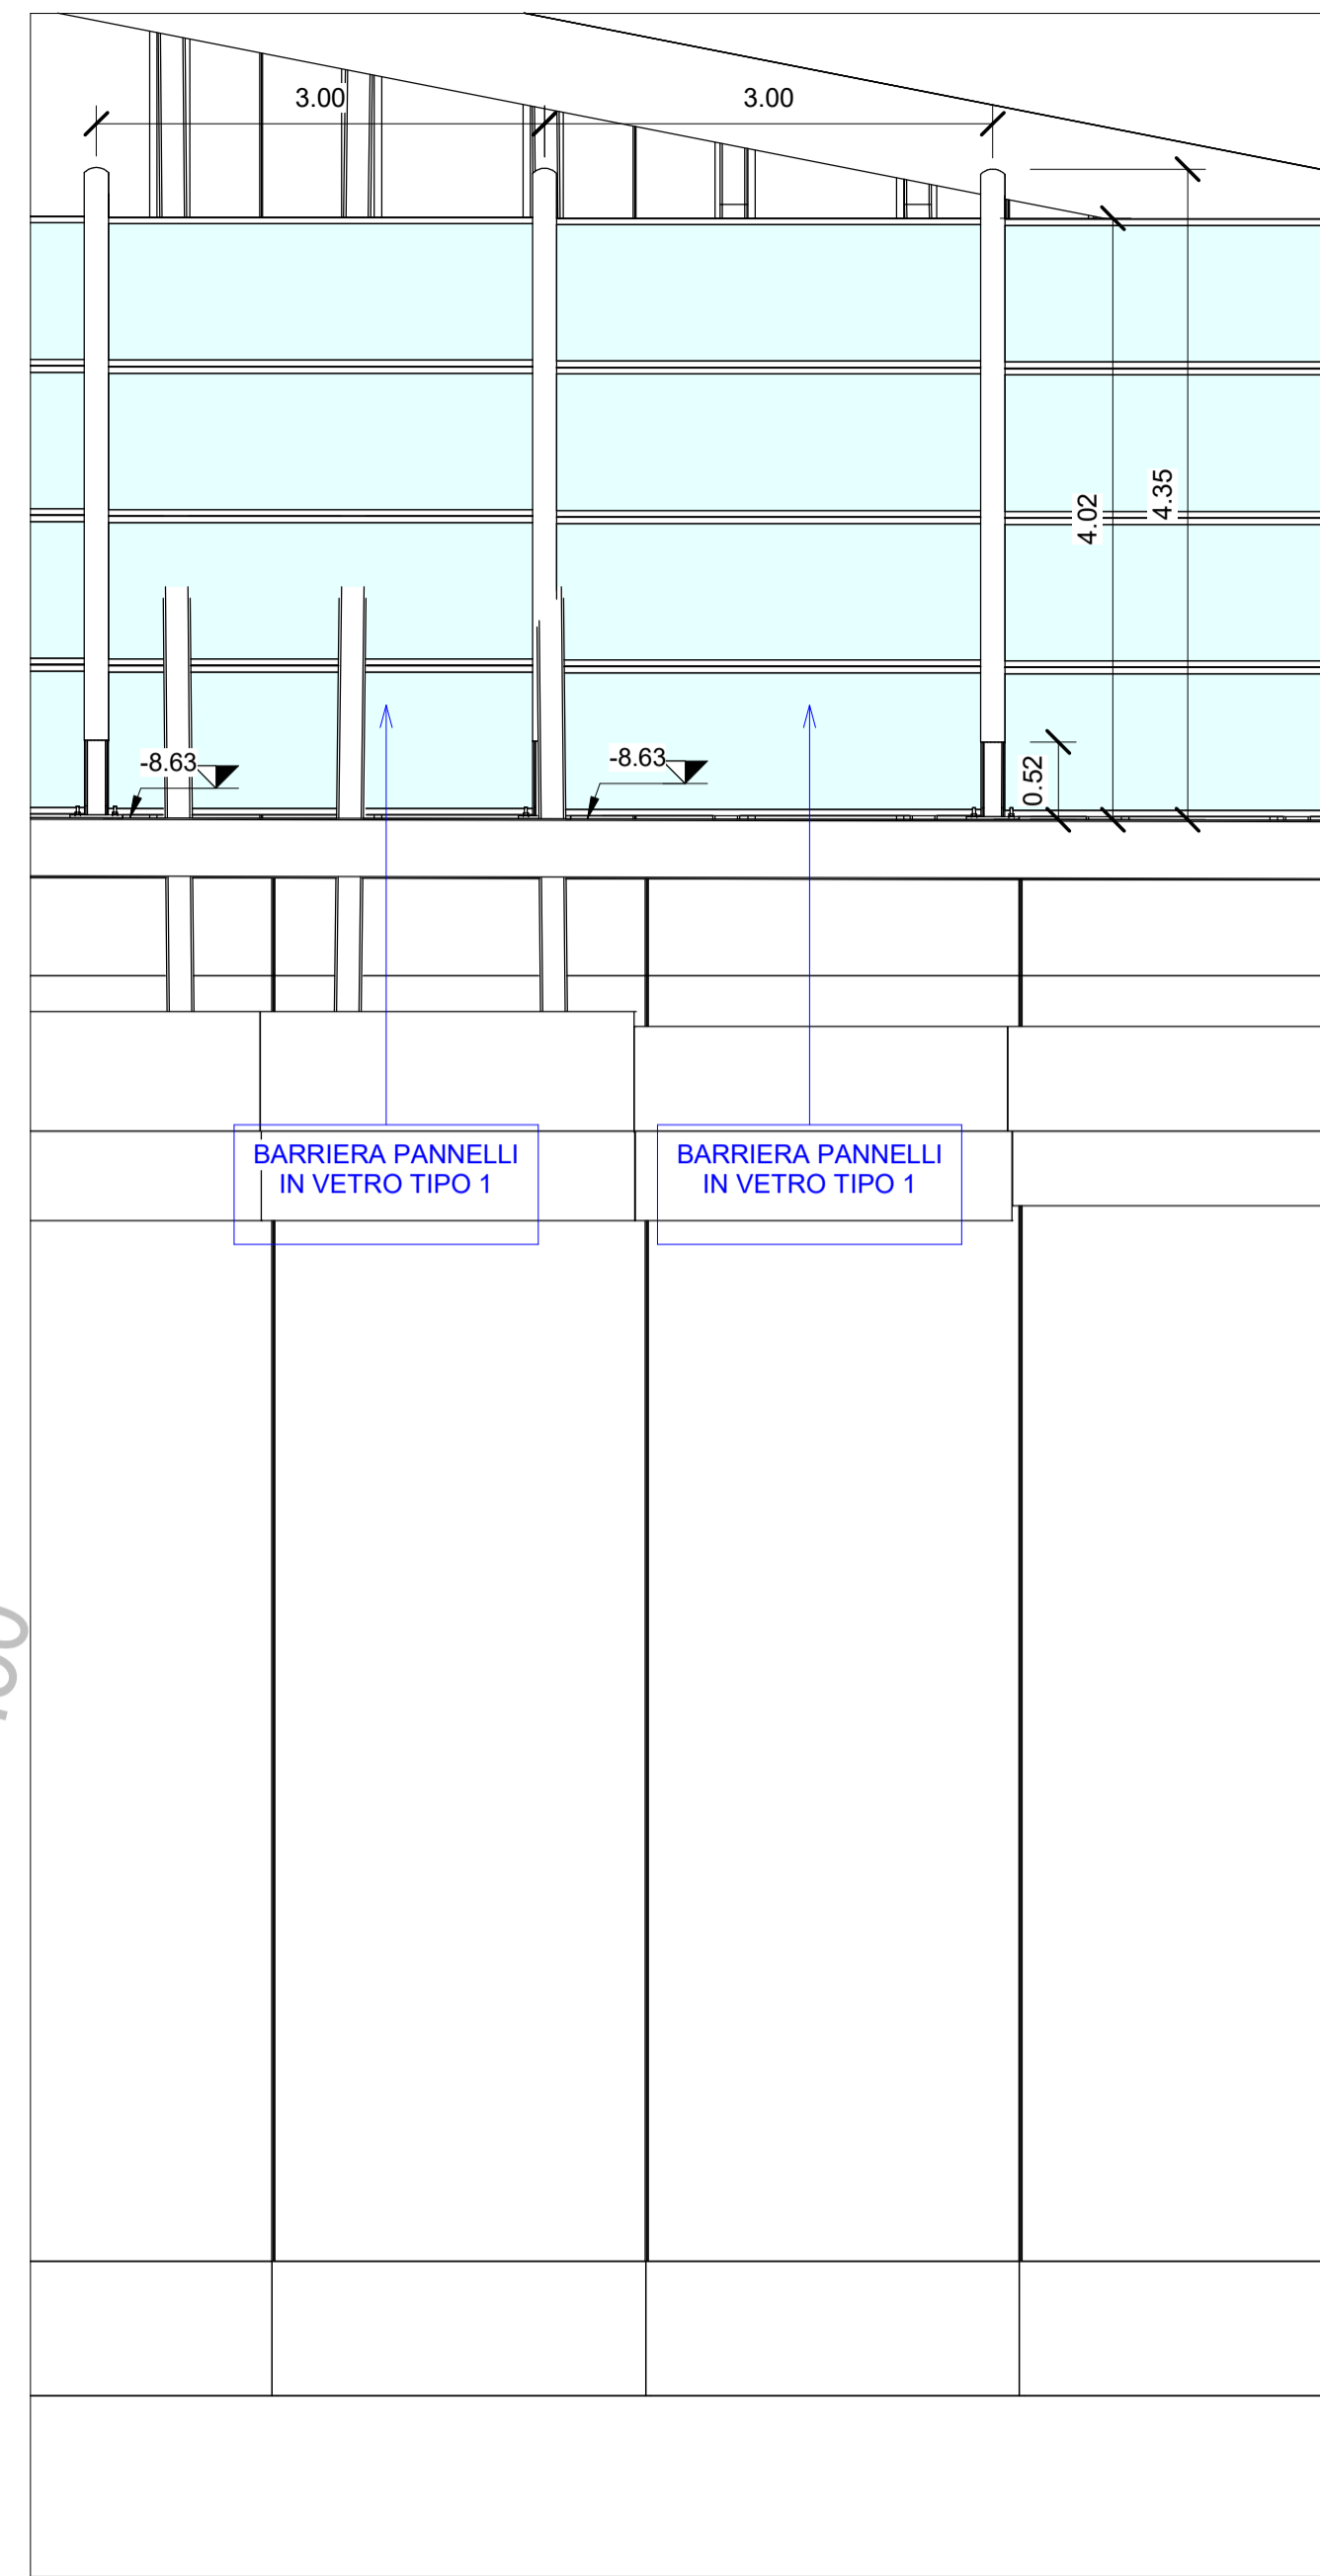 3.00
3.00
4.35
4.02
-8.63
-8.63
0.52
BARRIERA PANNELLI
IN VETRO TIPO 1
BARRIERA PANNELLI
IN VETRO TIPO 1